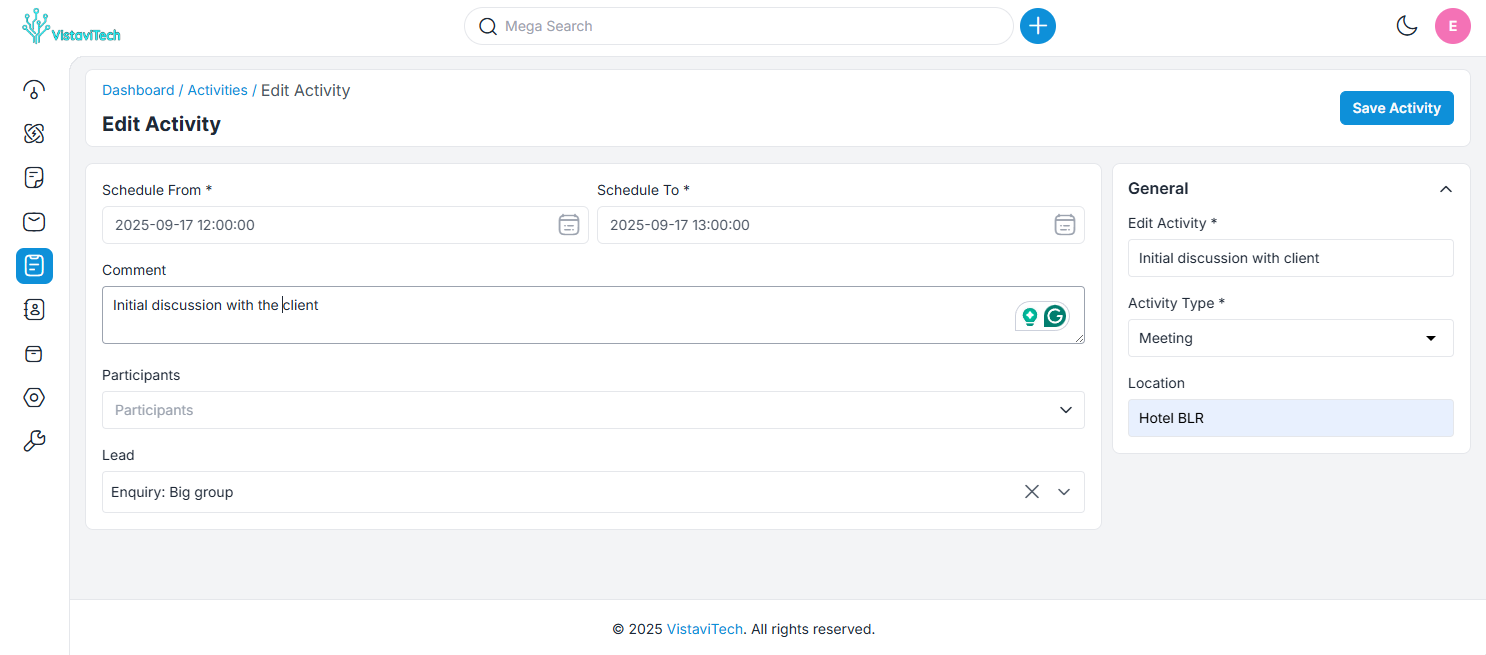 VistaviTech
Mega Search
E
Dashboard / Activities / Edit Activity
Edit Activity
Save Activity
Schedule From *
Schedule To *
2025-09-17 12:00:00
2025-09-17 13:00:00
Comment
Initial discussion with the client
Participants
Participants
Lead
Enquiry: Big group
General
Edit Activity *
Initial discussion with client
Activity Type *
Meeting
Location
Hotel BLR
© 2025 VistaviTech. All rights reserved.